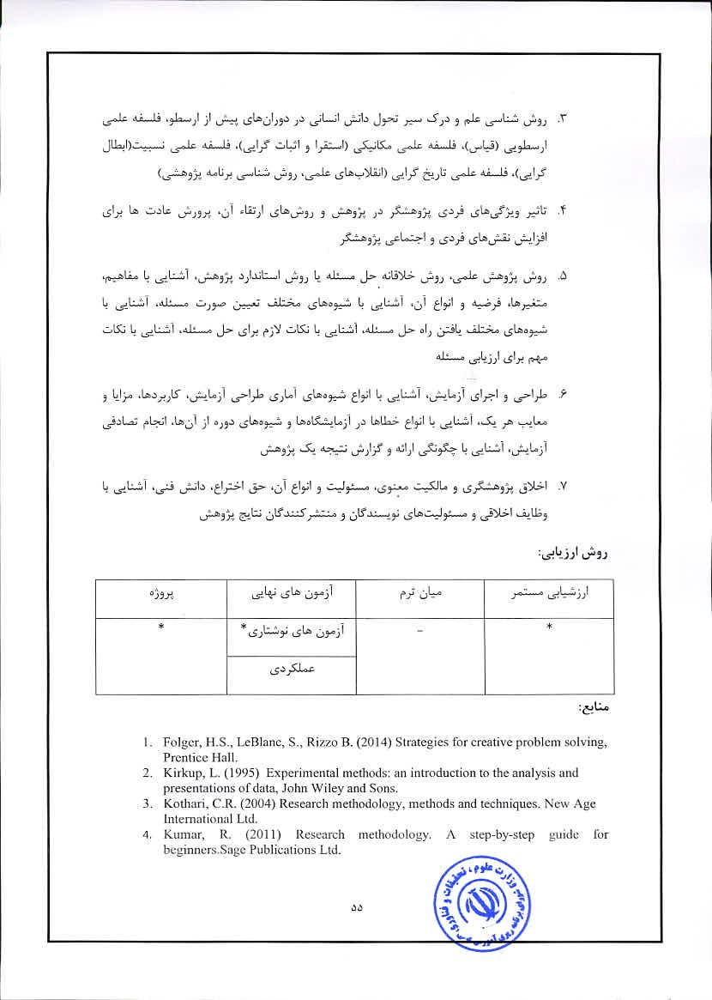 ۳. روش شناسی علم و درک سیر تحول دانش انسانی در دوران‌های پیش از ارسطو، فلسفه علمی
ارسطویی (قیاس)، فلسفه علمی مکانیکی (استقرا و اثبات گرایی)، فلسفه علمی نسبیت(ابطال
گرایی)، فلسفه علمی تاریخ گرایی (انقلاب‌های علمی، روش شناسی برنامه پژوهشی)
۴. تاثیر ویژگی‌های فردی پژوهشگر در پژوهش و روش‌های ارتقاء آن، پرورش عادت ها برای
افزایش نقش‌های فردی و اجتماعی پژوهشگر
۵. روش پژوهش علمی، روش خلاقانه حل مسئله یا روش استاندارد پژوهش، آشنایی با مفاهیم،
متغیرها، فرضیه و انواع آن، آشنایی با شیوه‌های مختلف تعیین صورت مسئله، آشنایی با
شیوه‌های مختلف یافتن راه حل مسئله، آشنایی با نکات لازم برای حل مسئله، آشنایی با نکات
مهم برای ارزیابی مسئله
۶. طراحی و اجرای آزمایش، آشنایی با انواع شیوه‌های آماری طراحی آزمایش، کاربردها، مزایا و
معایب هر یک، آشنایی با انواع خطاها در آزمایشگاه‌ها و شیوه‌های دوره از آن‌ها، انجام تصادفی
آزمایش، آشنایی با چگونگی ارائه و گزارش نتیجه یک پژوهش
۷. اخلاق پژوهشگری و مالکیت معنوی، مسئولیت و انواع آن، حق اختراع، دانش فنی، آشنایی با
وظایف اخلاقی و مسئولیت‌های نویسندگان و منتشرکنندگان نتایج پژوهش
روش ارزیابی:
ارزشیابی مستمر میان ترم آزمون های نهایی پروژه
* - آزمون های نوشتاری* *
عملکردی
منابع:
1. Folger, H.S., LeBlanc, S., Rizzo B. (2014) Strategies for creative problem solving,
Prentice Hall.
2. Kirkup, L. (1995) Experimental methods: an introduction to the analysis and
presentations of data, John Wiley and Sons.
3. Kothari, C.R. (2004) Research methodology, methods and techniques. New Age
International Ltd.
4. Kumar, R. (2011) Research methodology. A step-by-step guide for
beginners.Sage Publications Ltd.
۵۵
وزارت علوم، تحقیقات و فناوری